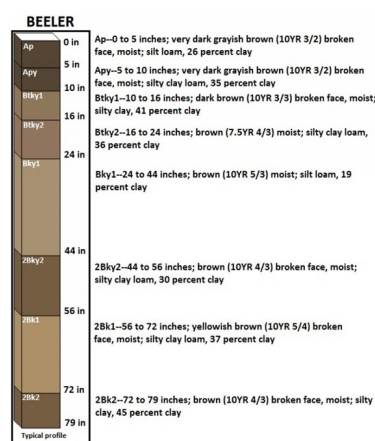 BEELER
Ap
0 in
Ap--0 to 5 inches; very dark grayish brown (10YR 3/2) broken
face, moist; silt loam, 26 percent clay
5 in
Apy
Apy--5 to 10 inches; very dark grayish brown (10YR 3/2) broken
face, moist; silty clay loam, 35 percent clay
10 in
Btky1
Btky1--10 to 16 inches; dark brown (10YR 3/3) broken face, moist;
silty clay, 41 percent clay
16 in
Btky2
Btky2--16 to 24 inches; brown (7.5YR 4/3) moist; silty clay loam,
36 percent clay
24 in
Bky1
Bky1--24 to 44 inches; brown (10YR 5/3) moist; silt loam, 19
percent clay
44 in
2Bky2
2Bky2--44 to 56 inches; brown (10YR 4/3) broken face, moist;
silty clay loam, 30 percent clay
56 in
2Bk1
2Bk1--56 to 72 inches; yellowish brown (10YR 5/4) broken
face, moist; silty clay loam, 37 percent clay
72 in
2Bk2
2Bk2--72 to 79 inches; brown (10YR 4/3) broken face, moist; silty
clay, 45 percent clay
79 in
Typical profile